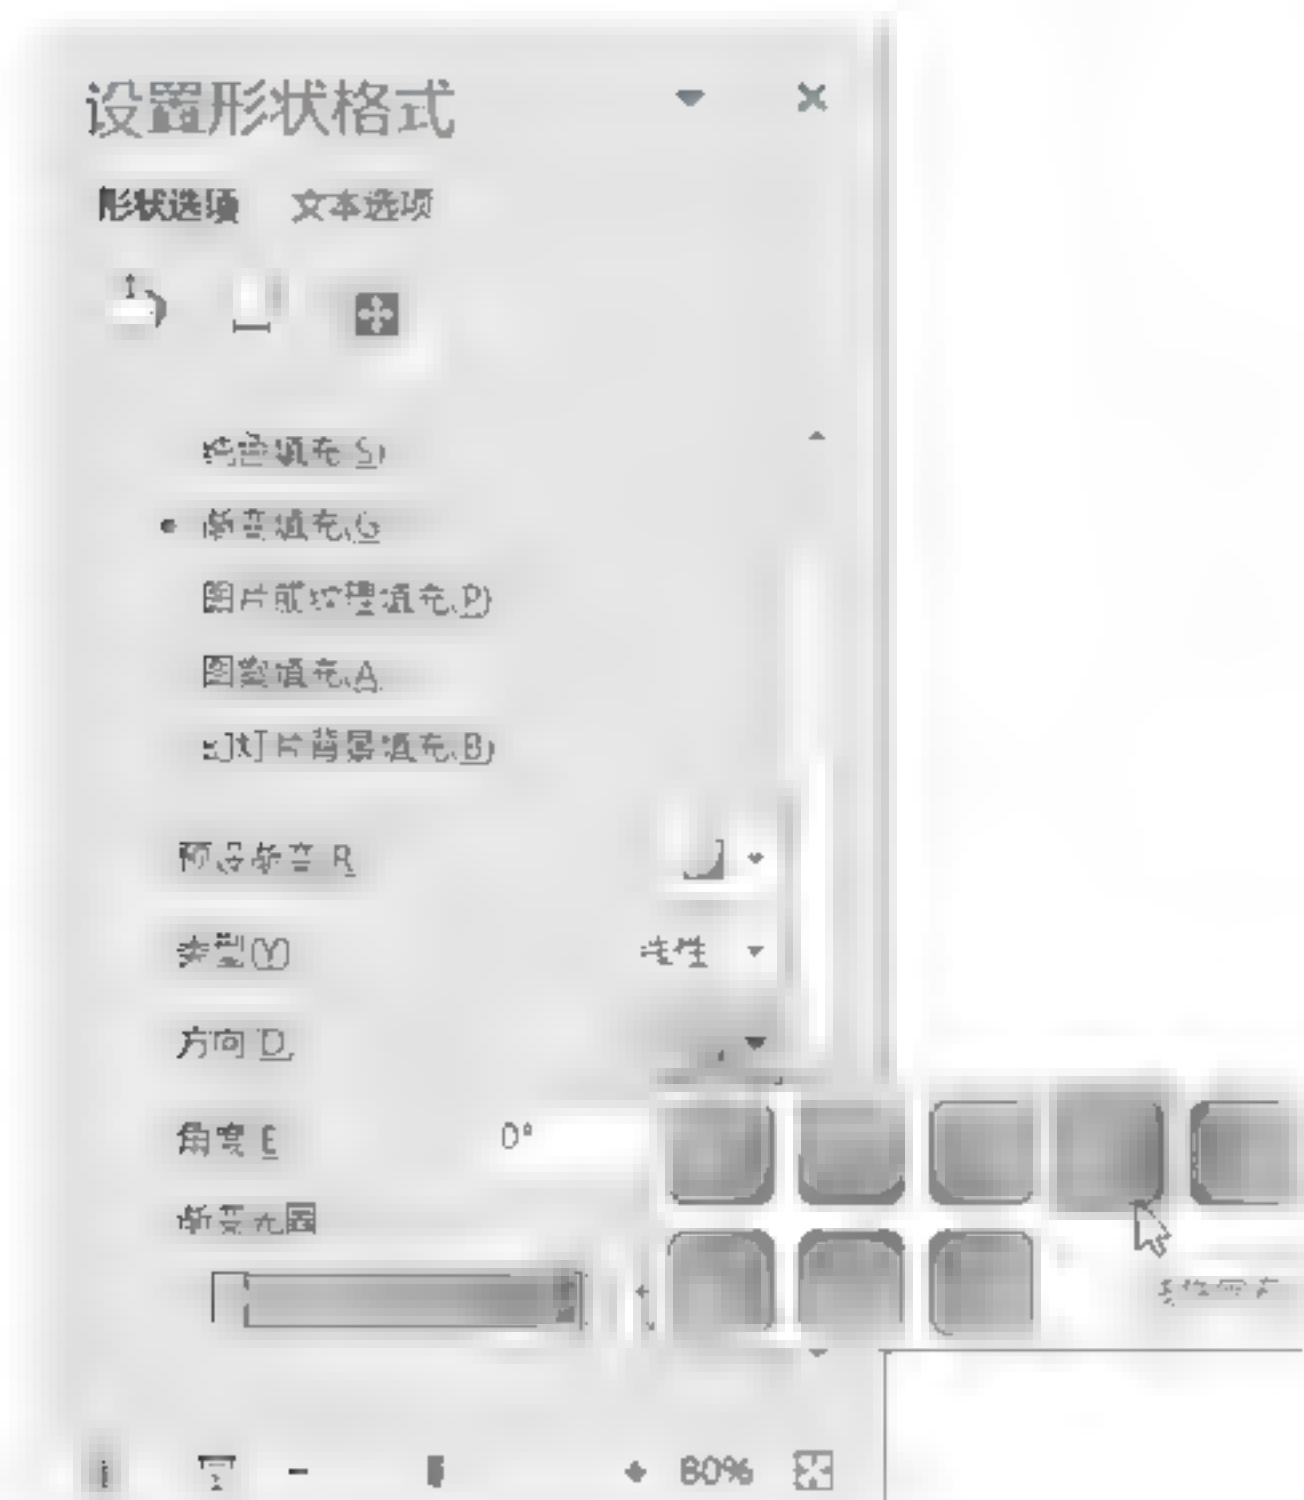 设置形状格式
形状选项 文本选项
纯色填充(S)
渐变填充(G)
图片或纹理填充(P)
图案填充(A)
幻灯片背景填充(B)
预设渐变(R)
类型(Y) 线性
方向(D)
角度(E) 0°
渐变光圈
80%